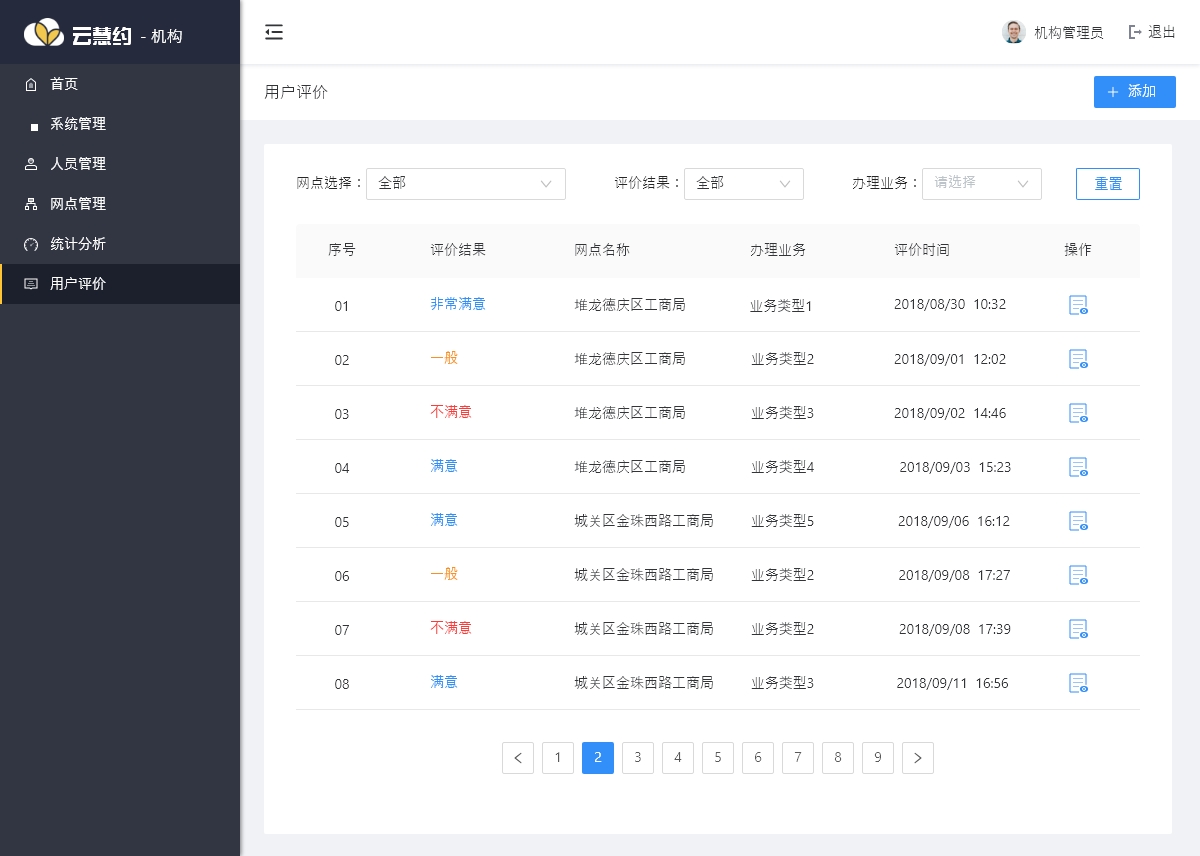 云慧约 - 机构
机构管理员 退出
首页
系统管理
人员管理
网点管理
统计分析
用户评价
用户评价
+ 添加
网点选择： 全部 评价结果： 全部 办理业务： 请选择 重置
序号 评价结果 网点名称 办理业务 评价时间 操作
01 非常满意 堆龙德庆区工商局 业务类型1 2018/08/30 10:32
02 一般 堆龙德庆区工商局 业务类型2 2018/09/01 12:02
03 不满意 堆龙德庆区工商局 业务类型3 2018/09/02 14:46
04 满意 堆龙德庆区工商局 业务类型4 2018/09/03 15:23
05 满意 城关区金珠西路工商局 业务类型5 2018/09/06 16:12
06 一般 城关区金珠西路工商局 业务类型2 2018/09/08 17:27
07 不满意 城关区金珠西路工商局 业务类型2 2018/09/08 17:39
08 满意 城关区金珠西路工商局 业务类型3 2018/09/11 16:56
< 1 2 3 4 5 6 7 8 9 >